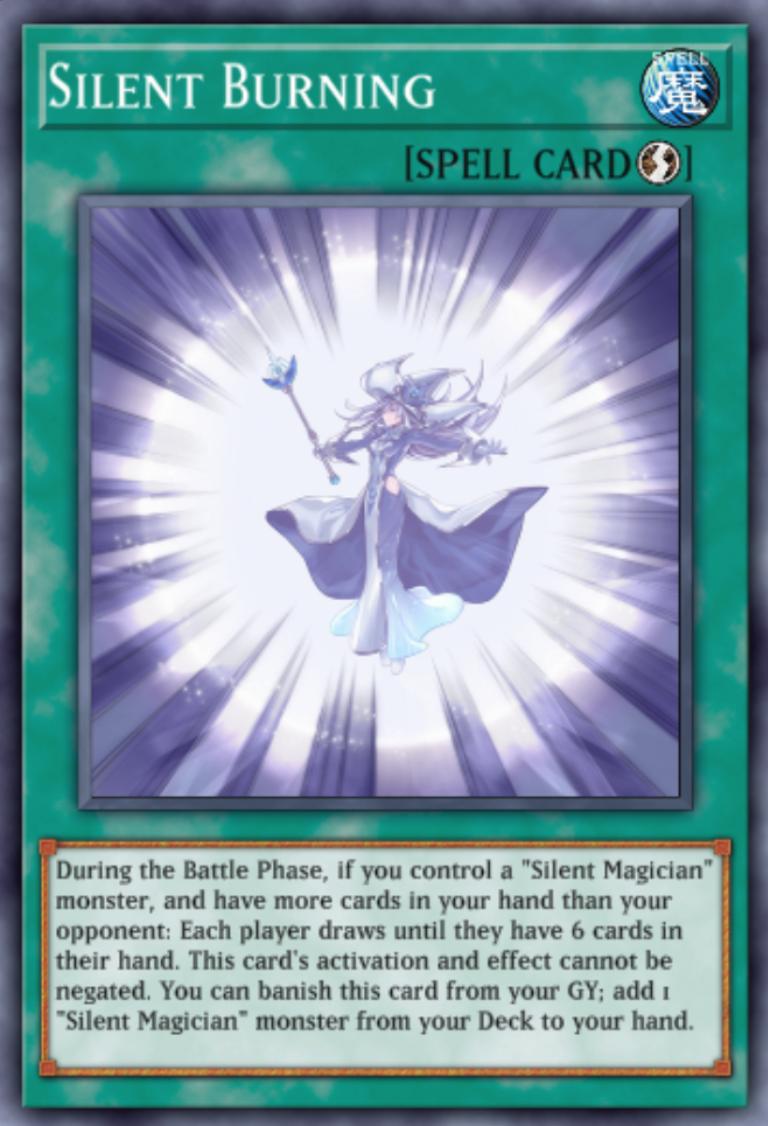 SILENT BURNING
SPELL
魔
[SPELL CARD]
During the Battle Phase, if you control a "Silent Magician"
monster, and have more cards in your hand than your
opponent: Each player draws until they have 6 cards in
their hand. This card's activation and effect cannot be
negated. You can banish this card from your GY; add 1
"Silent Magician" monster from your Deck to your hand.